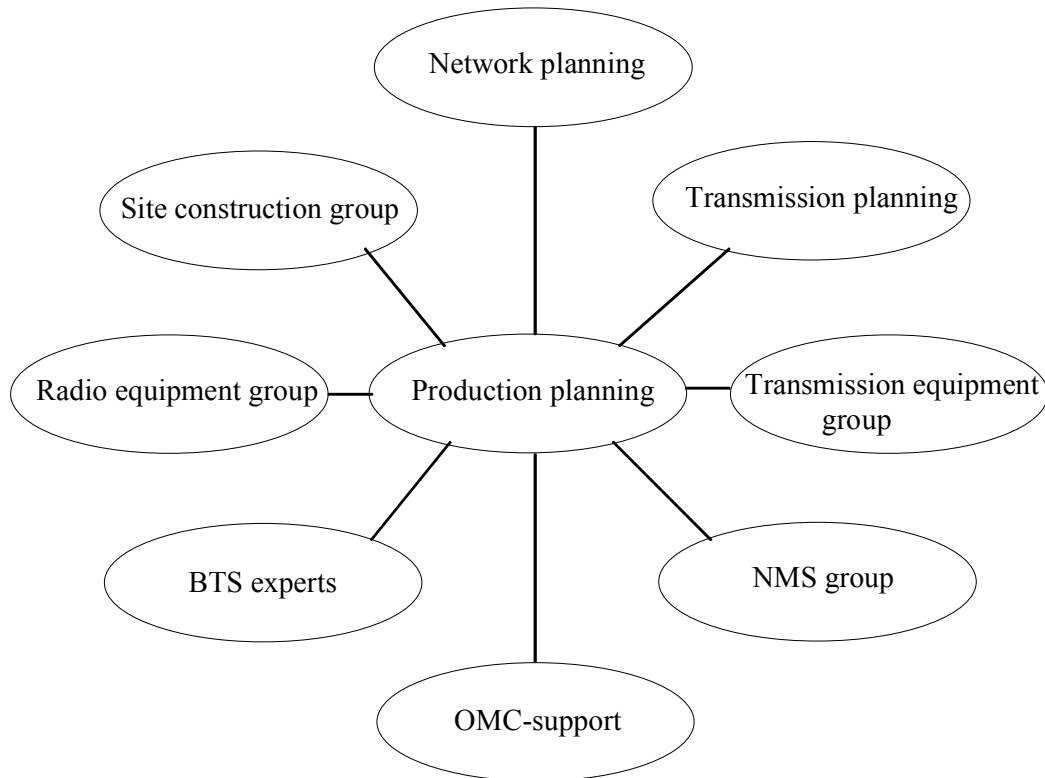 Network planning
Site construction group
Transmission planning
Radio equipment group
Production planning
Transmission equipment
group
BTS experts
NMS group
OMC-support